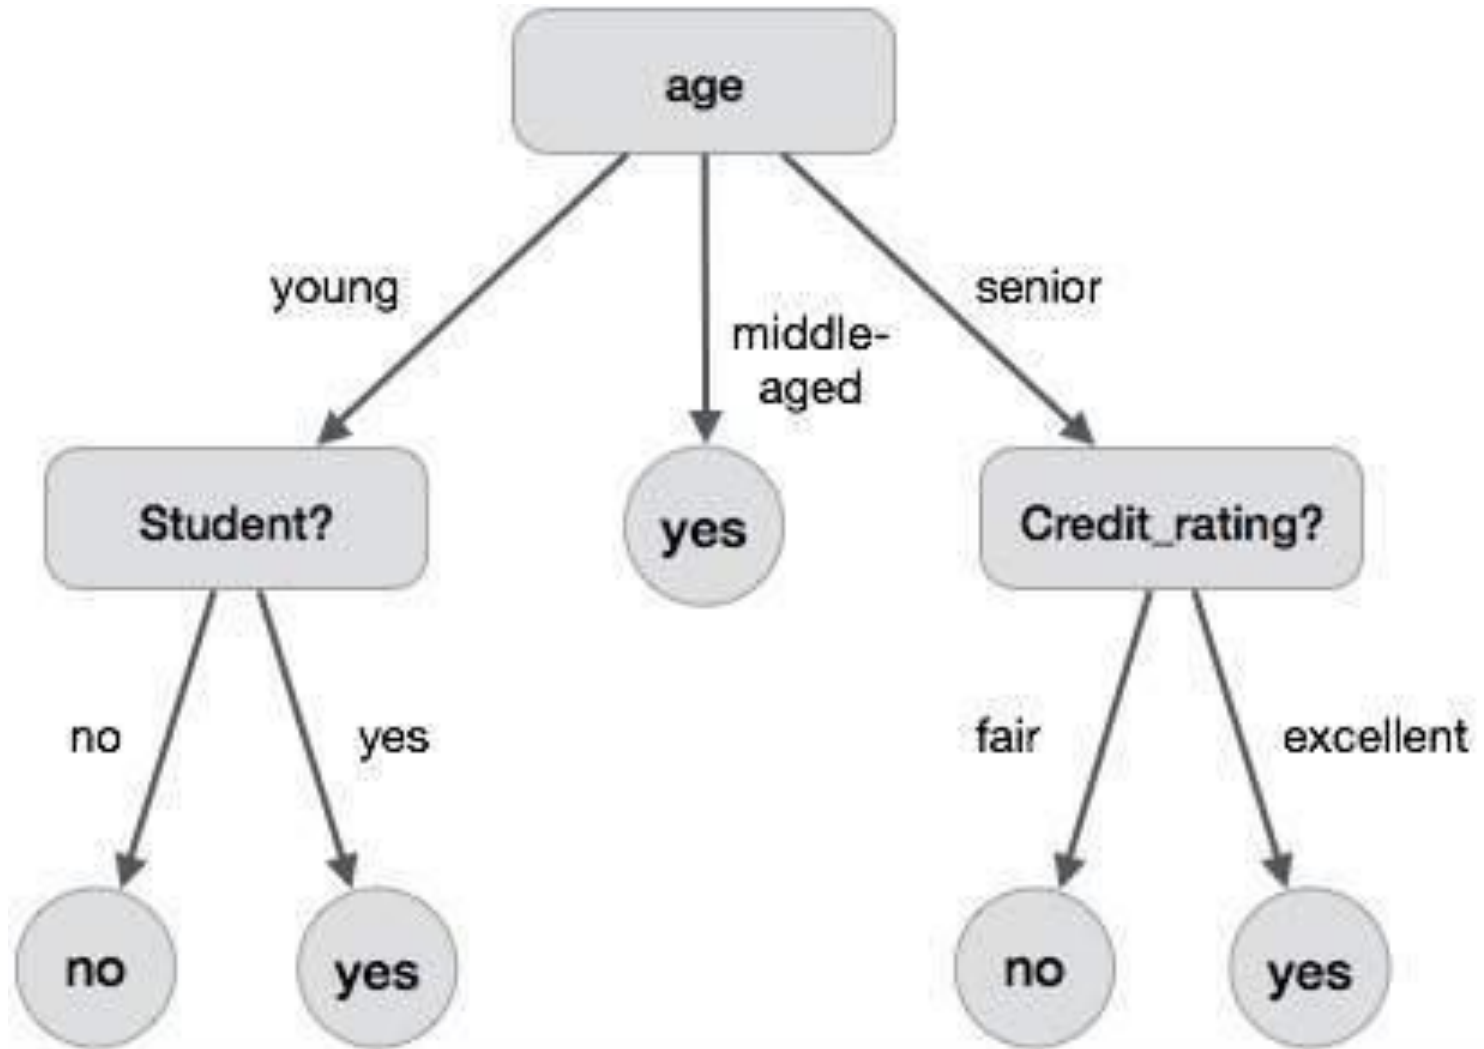 age
young
senior
middle-
aged
Student?
yes
Credit_rating?
no
yes
fair
excellent
no
yes
no
yes